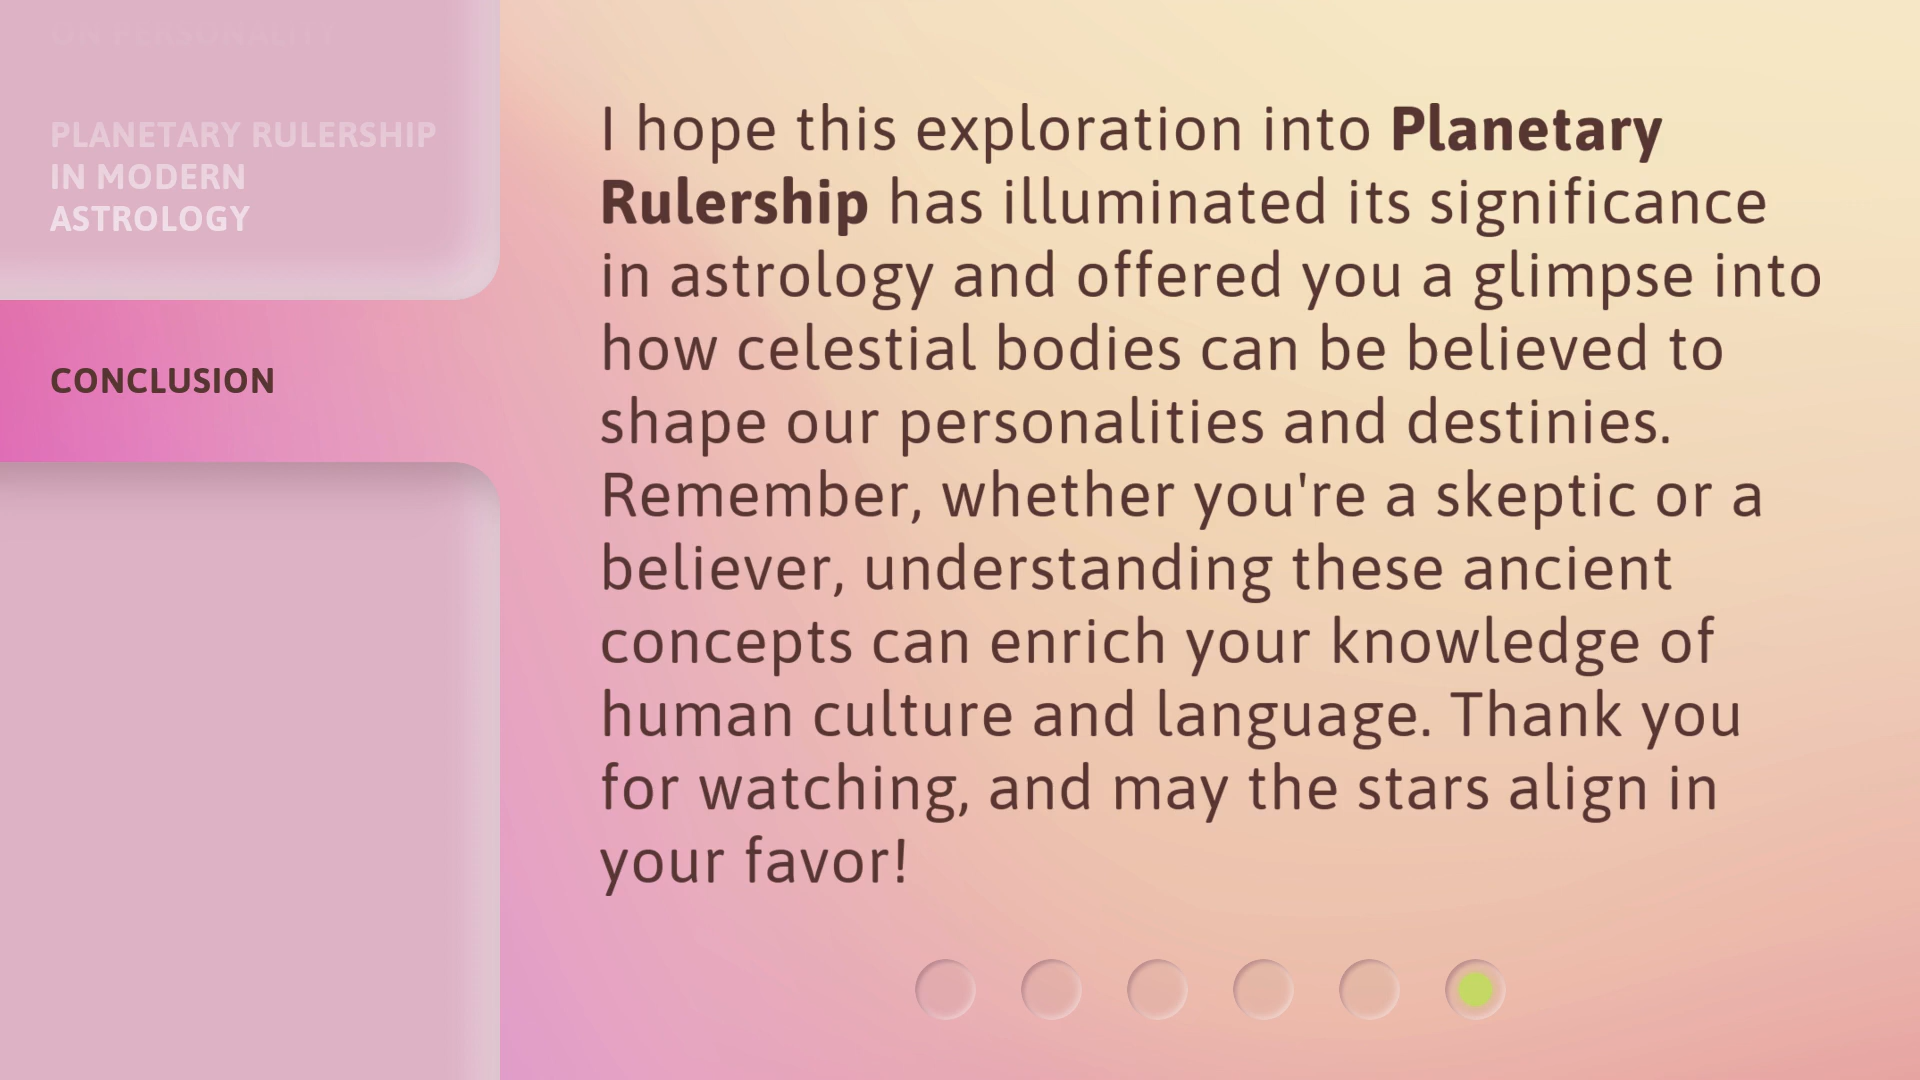 ON PERSONALITY
PLANETARY RULERSHIP
IN MODERN
ASTROLOGY
CONCLUSION
I hope this exploration into Planetary
Rulership has illuminated its significance
in astrology and offered you a glimpse into
how celestial bodies can be believed to
shape our personalities and destinies.
Remember, whether you're a skeptic or a
believer, understanding these ancient
concepts can enrich your knowledge of
human culture and language. Thank you
for watching, and may the stars align in
your favor!